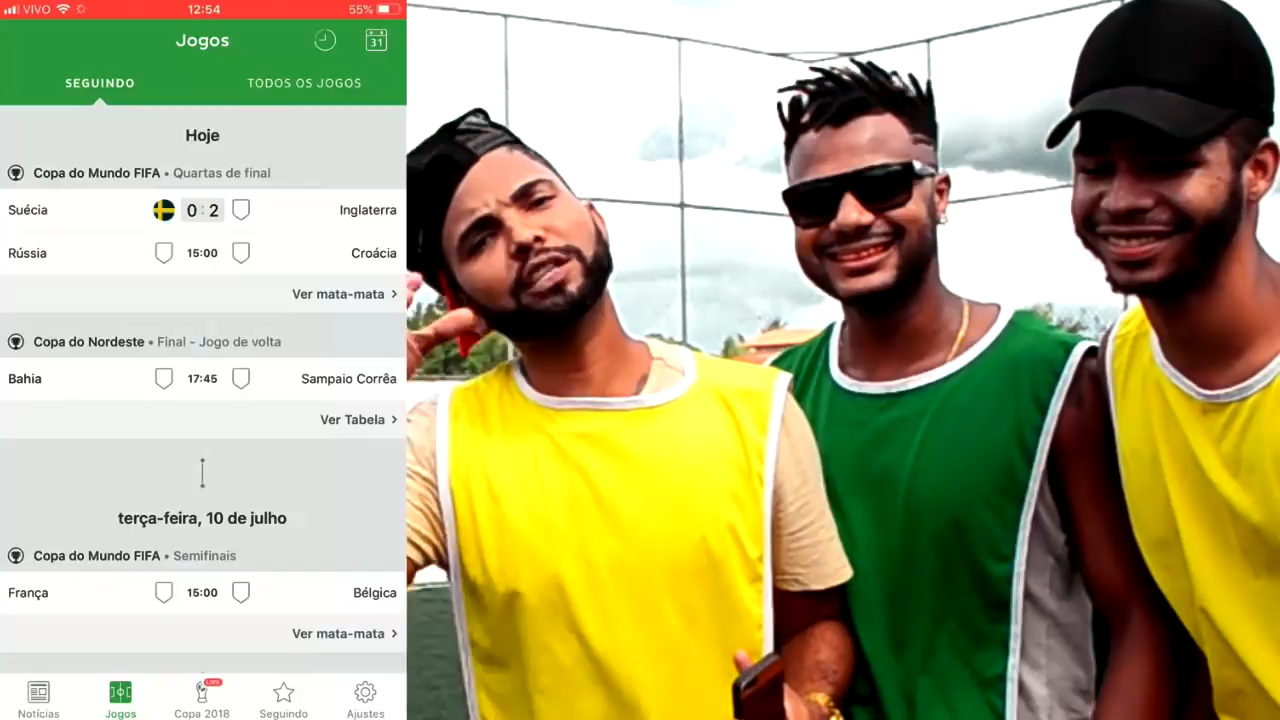 VIVO 12:54 55%
Jogos
31
SEGUINDO TODOS OS JOGOS
Hoje
Copa do Mundo FIFA • Quartas de final
Suécia 0 : 2 Inglaterra
Rússia 15:00 Croácia
Ver mata-mata >
Copa do Nordeste • Final - Jogo de volta
Bahia 17:45 Sampaio Corrêa
Ver Tabela >
terça-feira, 10 de julho
Copa do Mundo FIFA • Semifinais
França 15:00 Bélgica
Ver mata-mata >
LIVE
Notícias Jogos Copa 2018 Seguindo Ajustes